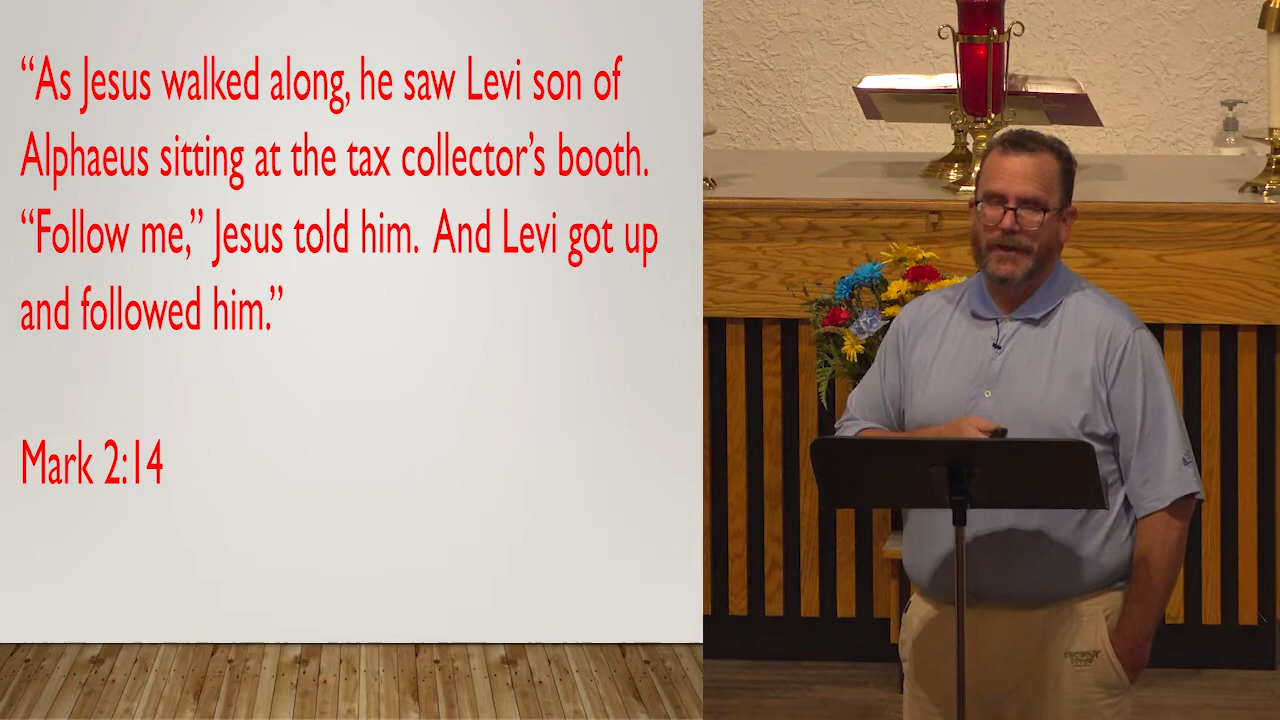 “As Jesus walked along, he saw Levi son of
Alphaeus sitting at the tax collector’s booth.
“Follow me,” Jesus told him. And Levi got up
and followed him.”
Mark 2:14